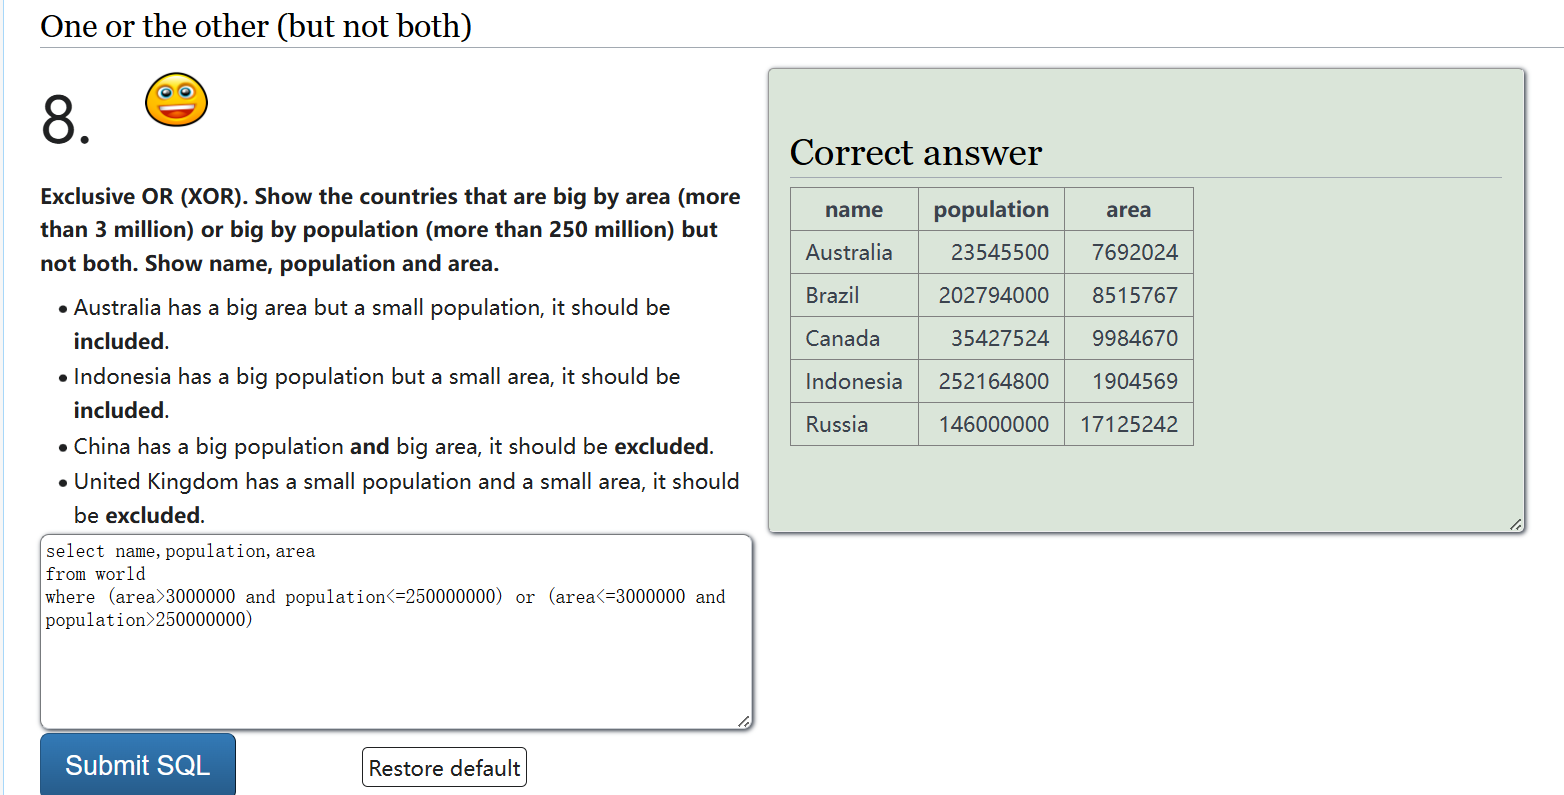 One or the other (but not both)
8.
Exclusive OR (XOR). Show the countries that are big by area (more
than 3 million) or big by population (more than 250 million) but
not both. Show name, population and area.
• Australia has a big area but a small population, it should be
included.
• Indonesia has a big population but a small area, it should be
included.
• China has a big population and big area, it should be excluded.
• United Kingdom has a small population and a small area, it should
be excluded.
select name,population,area
from world
where (area>3000000 and population<=250000000) or (area<=3000000 and
population>250000000)
Submit SQL
Restore default
Correct answer
name population area
Australia 23545500 7692024
Brazil 202794000 8515767
Canada 35427524 9984670
Indonesia 252164800 1904569
Russia 146000000 17125242